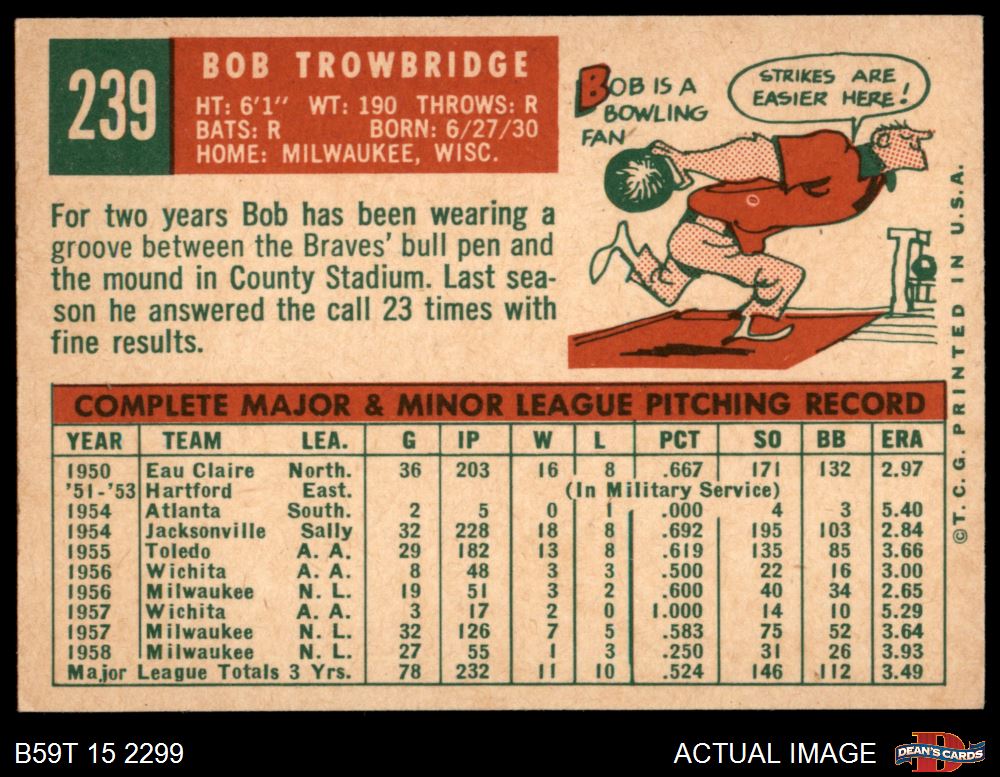 239
BOB TROWBRIDGE
HT: 6'1" WT: 190 THROWS: R
BATS: R BORN: 6/27/30
HOME: MILWAUKEE, WISC.
BOB IS A
BOWLING
FAN
STRIKES ARE
EASIER HERE!
For two years Bob has been wearing a
groove between the Braves' bull pen and
the mound in County Stadium. Last sea-
son he answered the call 23 times with
fine results.
COMPLETE MAJOR & MINOR LEAGUE PITCHING RECORD
YEAR TEAM LEA. G IP W L PCT SO BB ERA
1950 Eau Claire North. 36 203 16 8 .667 171 132 2.97
'51-'53 Hartford East. (In Military Service)
1954 Atlanta South. 2 5 0 1 .000 4 3 5.40
1954 Jacksonville Sally 32 228 18 8 .692 195 103 2.84
1955 Toledo A. A. 29 182 13 8 .619 135 85 3.66
1956 Wichita A. A. 8 48 3 3 .500 22 16 3.00
1956 Milwaukee N. L. 19 51 3 2 .600 40 34 2.65
1957 Wichita A. A. 3 17 2 0 1.000 14 10 5.29
1957 Milwaukee N. L. 32 126 7 5 .583 75 52 3.64
1958 Milwaukee N. L. 27 55 1 3 .250 31 26 3.93
Major League Totals 3 Yrs. 78 232 11 10 .524 146 112 3.49
©T. C. G. PRINTED IN U.S.A.
B59T 15 2299
ACTUAL IMAGE
D
DEAN'S CARDS